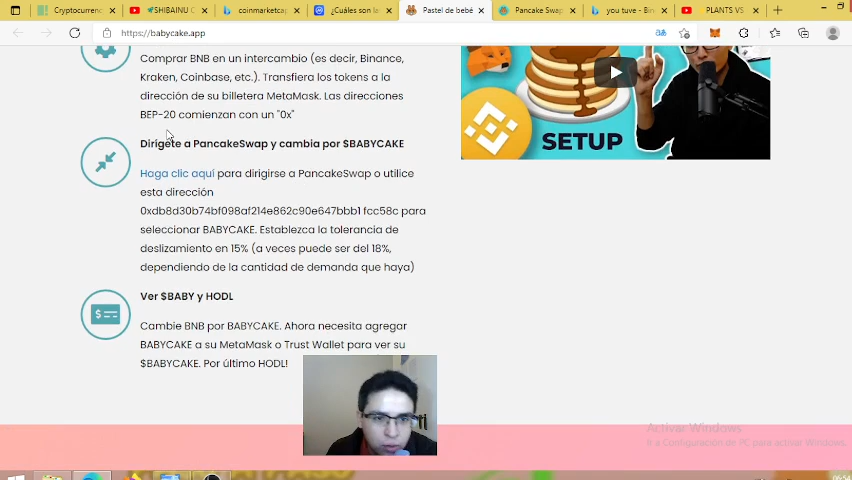 Cryptocurrenc
SHIBAINU C
coinmarketcap
¿Cuáles son la
Pastel de bebé
Pancake Swap
you tuve - Bin
PLANTS VS
https://babycake.app
Comprar BNB en un intercambio (es decir, Binance,
Kraken, Coinbase, etc.). Transfiera los tokens a la
dirección de su billetera MetaMask. Las direcciones
BEP-20 comienzan con un "0x"
Dirígete a PancakeSwap y cambia por $BABYCAKE
Haga clic aquí para dirigirse a PancakeSwap o utilice
esta dirección
0xdb8d30b74bf098af214e862c90e647bbb1 fcc58c para
seleccionar BABYCAKE. Establezca la tolerancia de
deslizamiento en 15% (a veces puede ser del 18%,
dependiendo de la cantidad de demanda que haya)
Ver $BABY y HODL
Cambie BNB por BABYCAKE. Ahora necesita agregar
BABYCAKE a su MetaMask o Trust Wallet para ver su
$BABYCAKE. Por último HODL!
SETUP
Activar Windows
Ir a Configuración de PC para activar Windows.